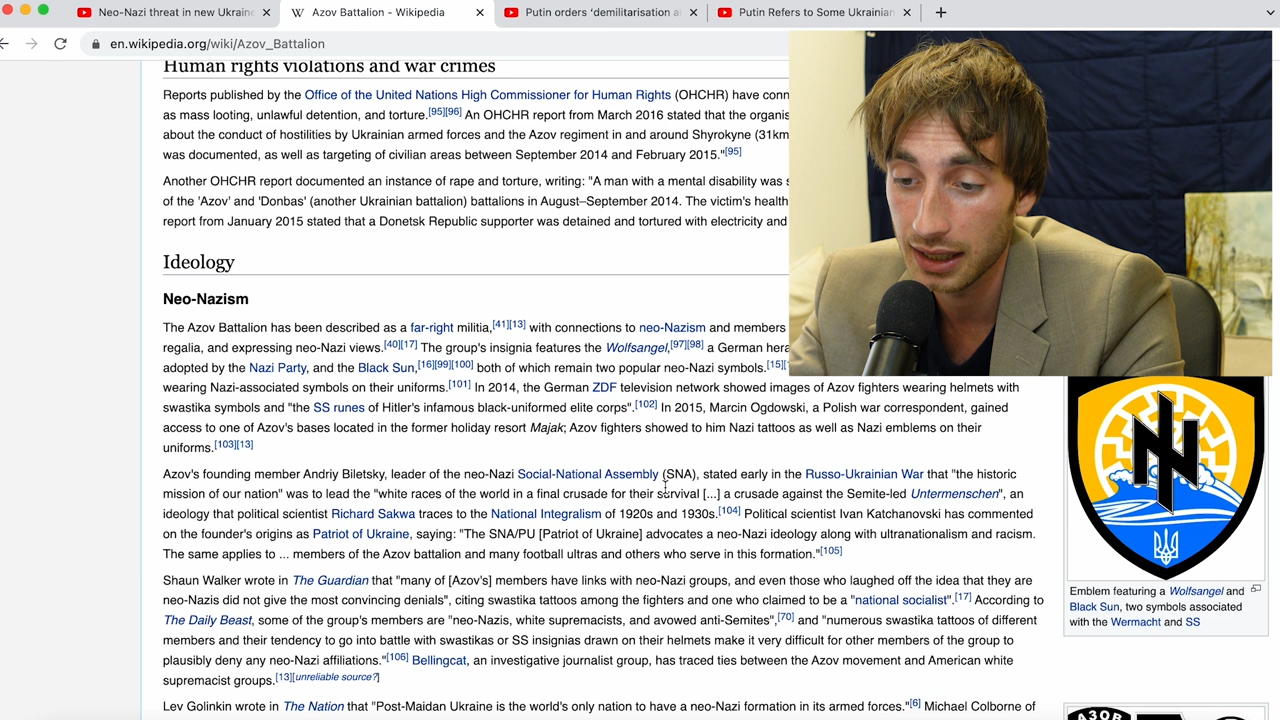 Neo-Nazi threat in new Ukraine
Azov Battalion - Wikipedia
Putin orders ‘demilitarisation a
Putin Refers to Some Ukrainian
en.wikipedia.org/wiki/Azov_Battalion
Human rights violations and war crimes
Reports published by the Office of the United Nations High Commissioner for Human Rights (OHCHR) have conn
as mass looting, unlawful detention, and torture.[95][96] An OHCHR report from March 2016 stated that the organis
about the conduct of hostilities by Ukrainian armed forces and the Azov regiment in and around Shyrokyne (31km
was documented, as well as targeting of civilian areas between September 2014 and February 2015."[95]
Another OHCHR report documented an instance of rape and torture, writing: "A man with a mental disability was s
of the 'Azov' and 'Donbas' (another Ukrainian battalion) battalions in August–September 2014. The victim's health
report from January 2015 stated that a Donetsk Republic supporter was detained and tortured with electricity and
Ideology
Neo-Nazism
The Azov Battalion has been described as a far-right militia,[41][13] with connections to neo-Nazism and members
regalia, and expressing neo-Nazi views.[40][17] The group's insignia features the Wolfsangel,[97][98] a German hera
adopted by the Nazi Party, and the Black Sun,[16][99][100] both of which remain two popular neo-Nazi symbols.[15]
wearing Nazi-associated symbols on their uniforms.[101] In 2014, the German ZDF television network showed images of Azov fighters wearing helmets with
swastika symbols and "the SS runes of Hitler's infamous black-uniformed elite corps".[102] In 2015, Marcin Ogdowski, a Polish war correspondent, gained
access to one of Azov's bases located in the former holiday resort Majak; Azov fighters showed to him Nazi tattoos as well as Nazi emblems on their
uniforms.[103][13]
Azov's founding member Andriy Biletsky, leader of the neo-Nazi Social-National Assembly (SNA), stated early in the Russo-Ukrainian War that "the historic
mission of our nation" was to lead the "white races of the world in a final crusade for their survival [...] a crusade against the Semite-led Untermenschen", an
ideology that political scientist Richard Sakwa traces to the National Integralism of 1920s and 1930s.[104] Political scientist Ivan Katchanovski has commented
on the founder's origins as Patriot of Ukraine, saying: "The SNA/PU [Patriot of Ukraine] advocates a neo-Nazi ideology along with ultranationalism and racism.
The same applies to ... members of the Azov battalion and many football ultras and others who serve in this formation."[105]
Shaun Walker wrote in The Guardian that "many of [Azov's] members have links with neo-Nazi groups, and even those who laughed off the idea that they are
neo-Nazis did not give the most convincing denials", citing swastika tattoos among the fighters and one who claimed to be a "national socialist".[17] According to
The Daily Beast, some of the group's members are "neo-Nazis, white supremacists, and avowed anti-Semites",[70] and "numerous swastika tattoos of different
members and their tendency to go into battle with swastikas or SS insignias drawn on their helmets make it very difficult for other members of the group to
plausibly deny any neo-Nazi affiliations."[106] Bellingcat, an investigative journalist group, has traced ties between the Azov movement and American white
supremacist groups.[13][unreliable source?]
Lev Golinkin wrote in The Nation that "Post-Maidan Ukraine is the world's only nation to have a neo-Nazi formation in its armed forces."[6] Michael Colborne of
Emblem featuring a Wolfsangel and
Black Sun, two symbols associated
with the Wermacht and SS
АЗОВ